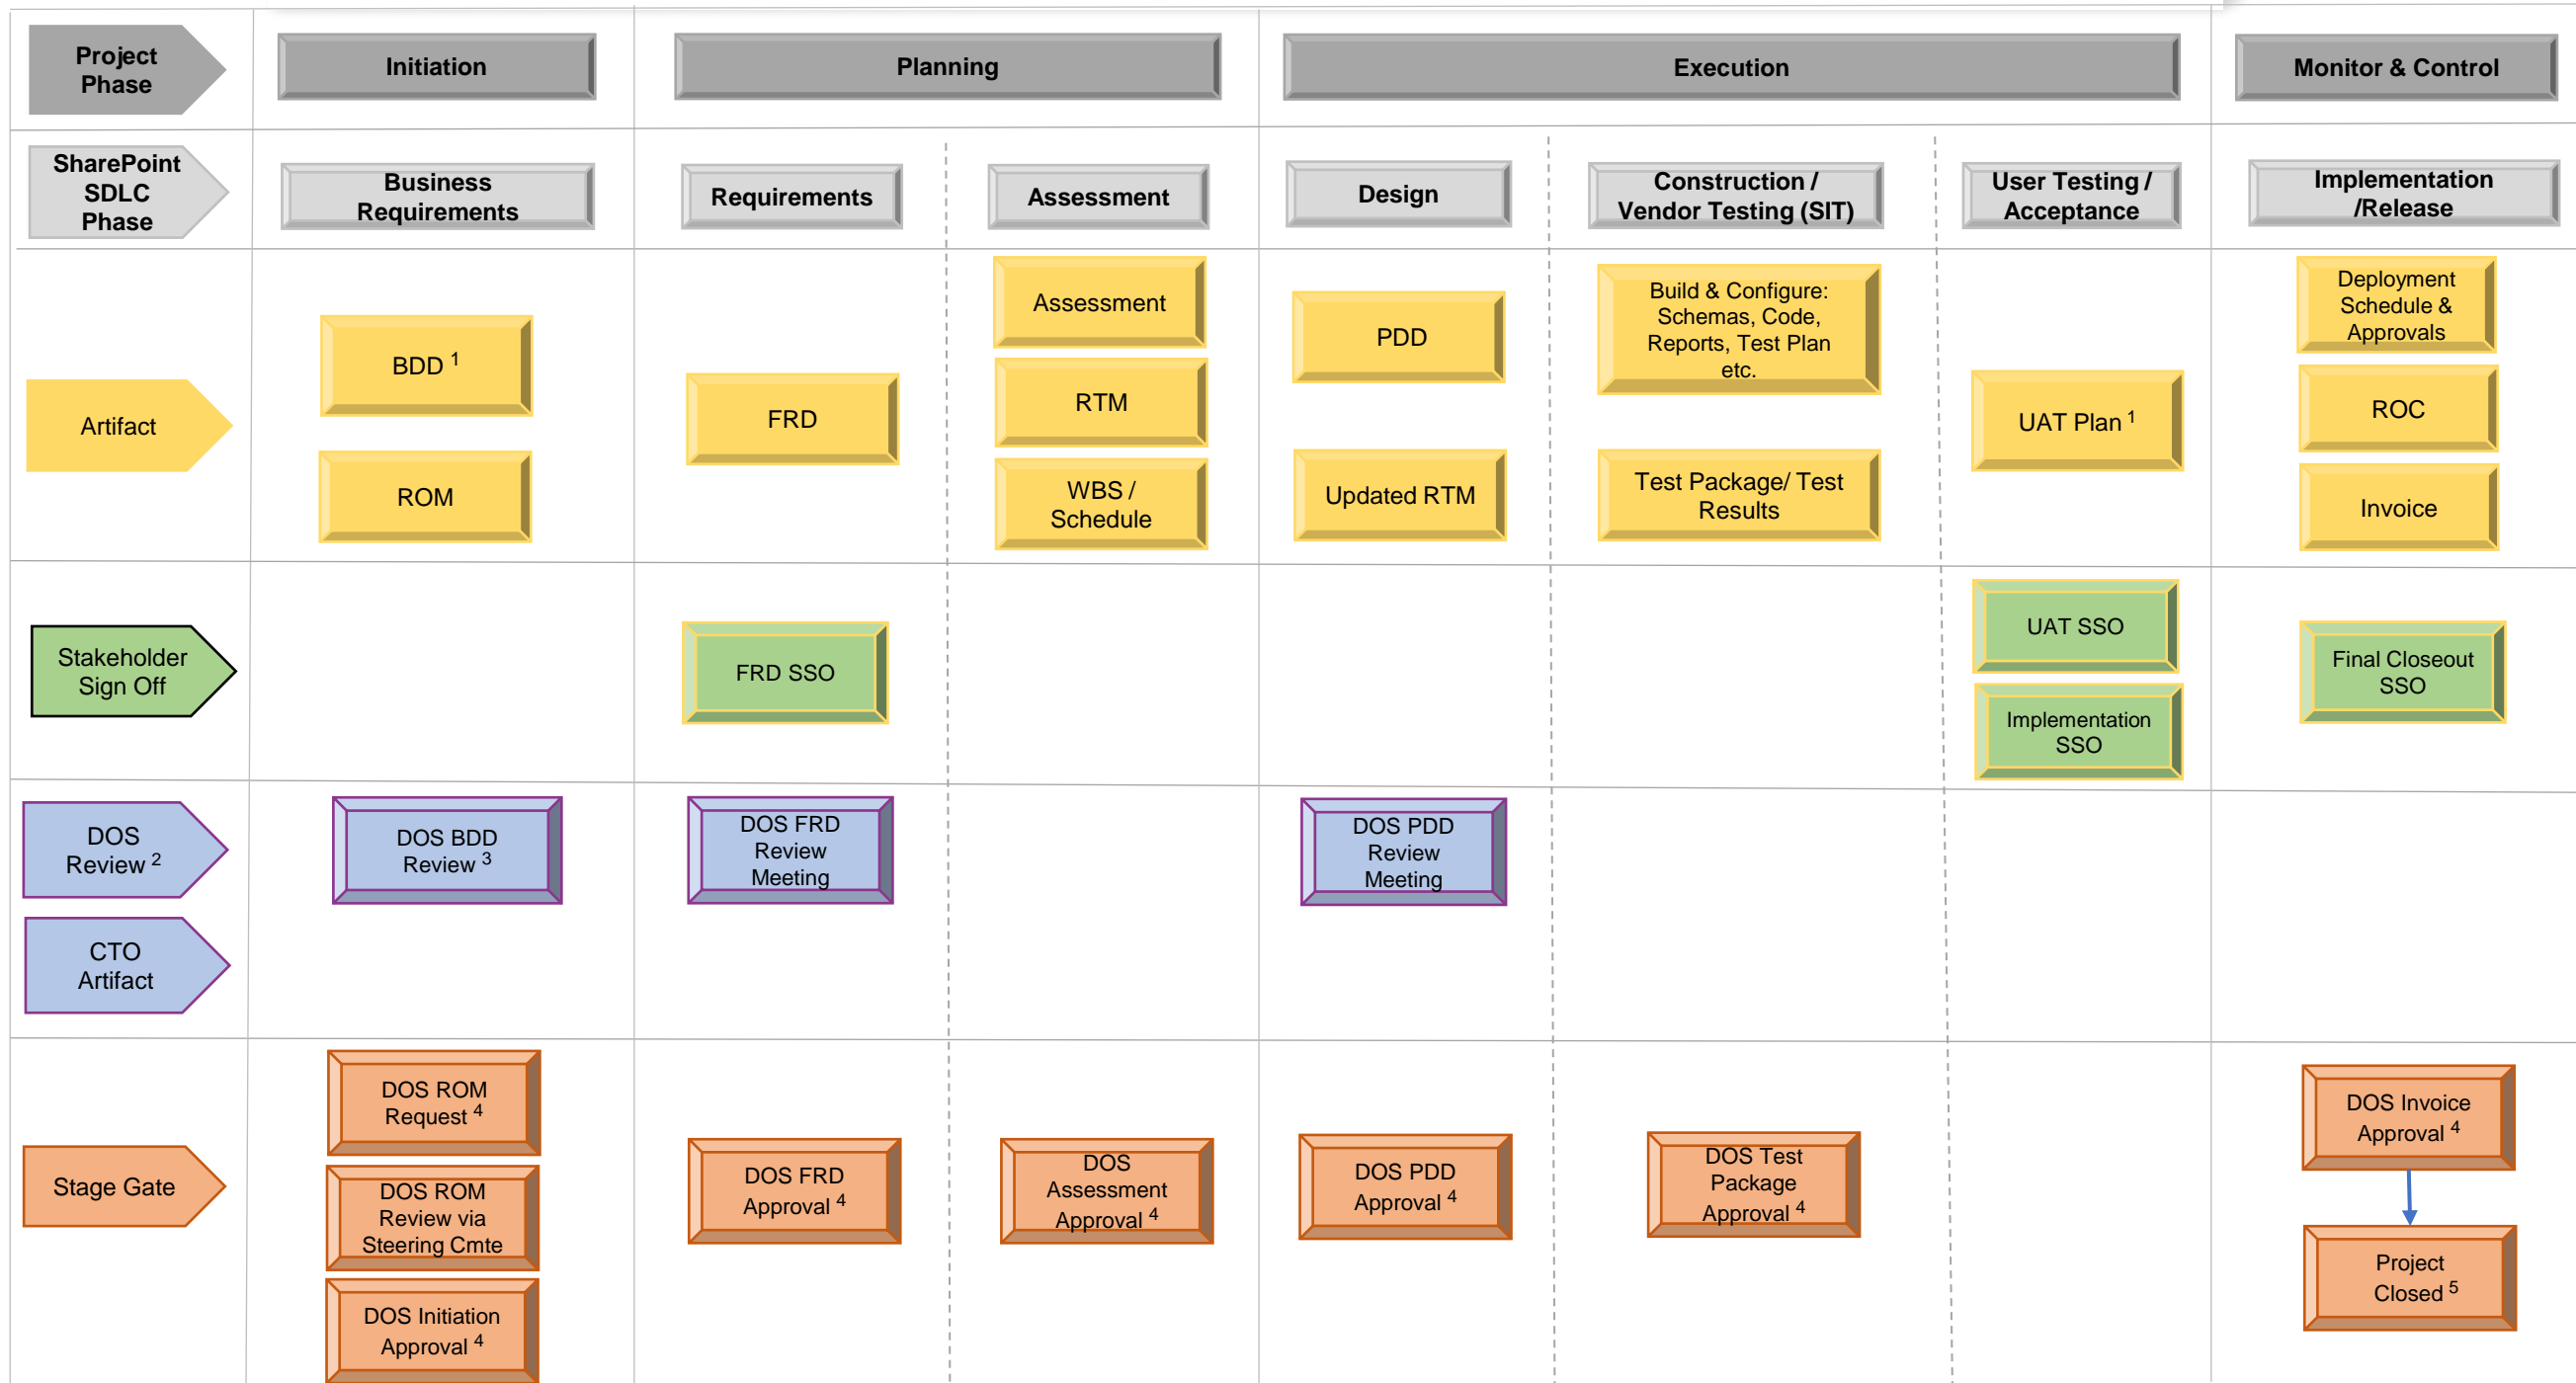 Project
Phase
Initiation
Planning
Execution
Monitor & Control
SharePoint
SDLC
Phase
Business
Requirements
Requirements
Assessment
Design
Construction /
Vendor Testing (SIT)
User Testing /
Acceptance
Implementation
/Release
Artifact
BDD 1
ROM
FRD
Assessment
RTM
WBS /
Schedule
PDD
Updated RTM
Build & Configure:
Schemas, Code,
Reports, Test Plan
etc.
Test Package/ Test
Results
UAT Plan 1
Deployment
Schedule &
Approvals
ROC
Invoice
Stakeholder
Sign Off
FRD SSO
UAT SSO
Implementation
SSO
Final Closeout
SSO
DOS
Review 2
DOS BDD
Review 3
DOS FRD
Review
Meeting
DOS PDD
Review
Meeting
CTO
Artifact
Stage Gate
DOS ROM
Request 4
DOS ROM
Review via
Steering Cmte
DOS Initiation
Approval 4
DOS FRD
Approval 4
DOS
Assessment
Approval 4
DOS PDD
Approval 4
DOS Test
Package
Approval 4
DOS Invoice
Approval 4
Project
Closed 5